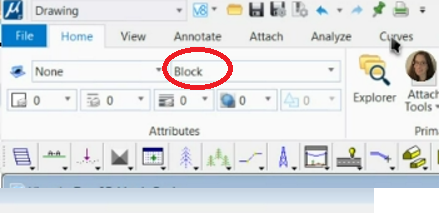 Drawing
File Home View Annotate Attach Analyze Curves
None Block
0 0 0 0 0 Explorer Attach
Tools
Attributes Prim